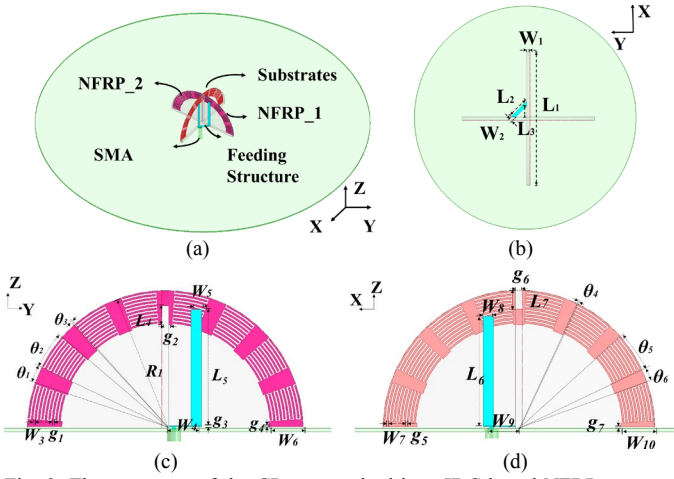 NFRP_2
Substrates
NFRP_1
SMA
Feeding
Structure
Z
X
Y
(a)
X
Y
W1
L2
L1
W2
L3
(b)
Z
Y
θ3
θ2
θ1
L4
W5
g2
R1
L5
W3
g1
W4
g3
g4
W6
(c)
Z
X
g6
W8
L7
θ4
θ5
θ6
L6
W9
W7
g5
g7
W10
(d)